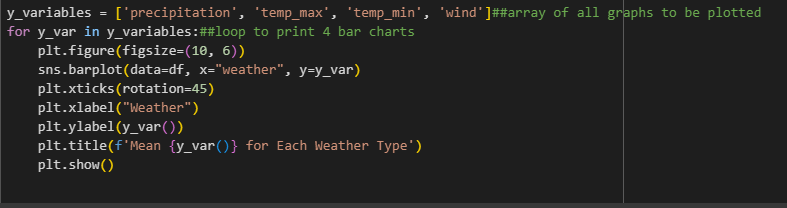 y_variables = ['precipitation', 'temp_max', 'temp_min', 'wind']##array of all graphs to be plotted
for y_var in y_variables:##loop to print 4 bar charts
    plt.figure(figsize=(10, 6))
    sns.barplot(data=df, x="weather", y=y_var)
    plt.xticks(rotation=45)
    plt.xlabel("Weather")
    plt.ylabel(y_var())
    plt.title(f'Mean {y_var()} for Each Weather Type')
    plt.show()